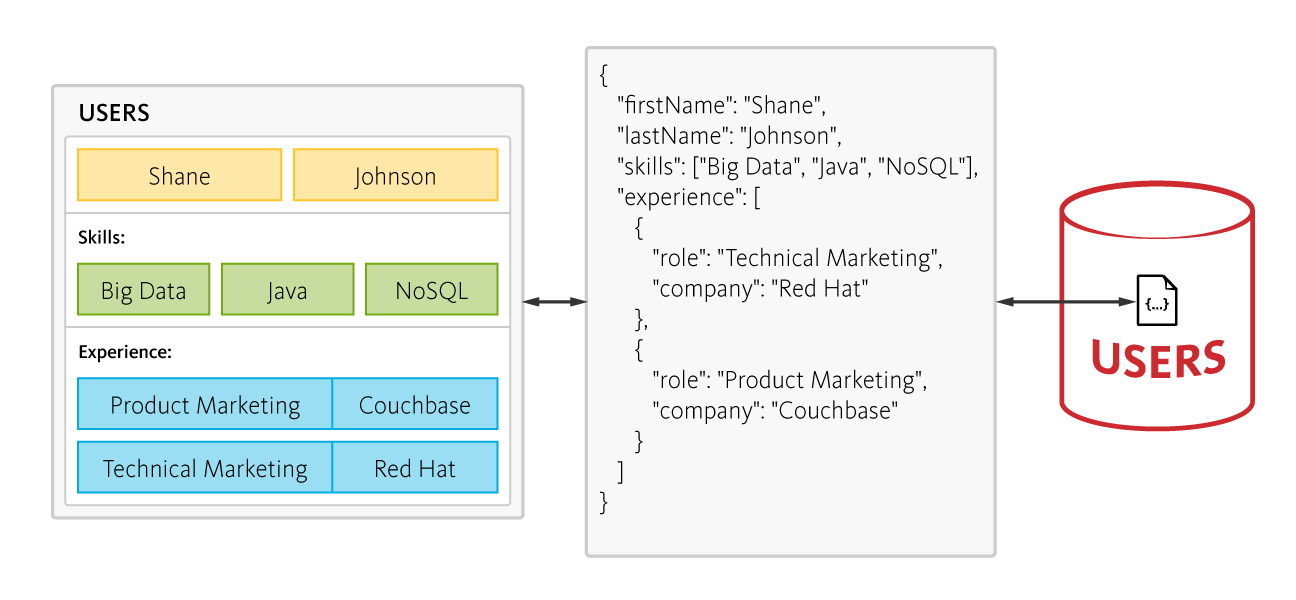 USERS
Shane Johnson
Skills:
Big Data Java NoSQL
Experience:
Product Marketing Couchbase
Technical Marketing Red Hat
{
"firstName": "Shane",
"lastName": "Johnson",
"skills": ["Big Data", "Java", "NoSQL"],
"experience": [
{
"role": "Technical Marketing",
"company": "Red Hat"
},
{
"role": "Product Marketing",
"company": "Couchbase"
}
]
}
{...}
USERS